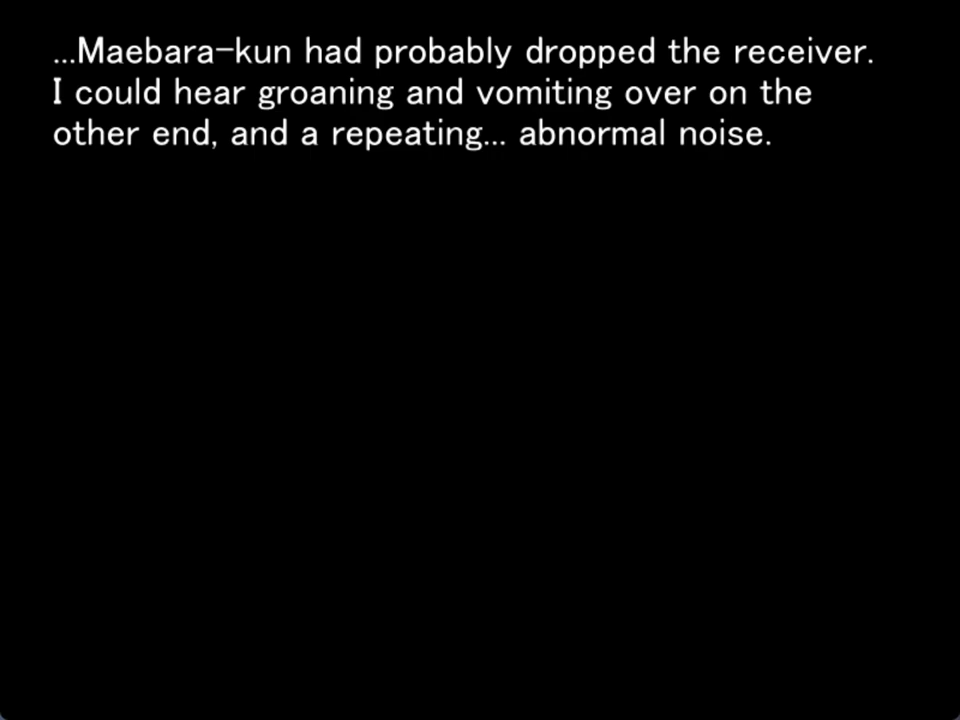 ...Maebara-kun had probably dropped the receiver.
I could hear groaning and vomiting over on the
other end, and a repeating... abnormal noise.